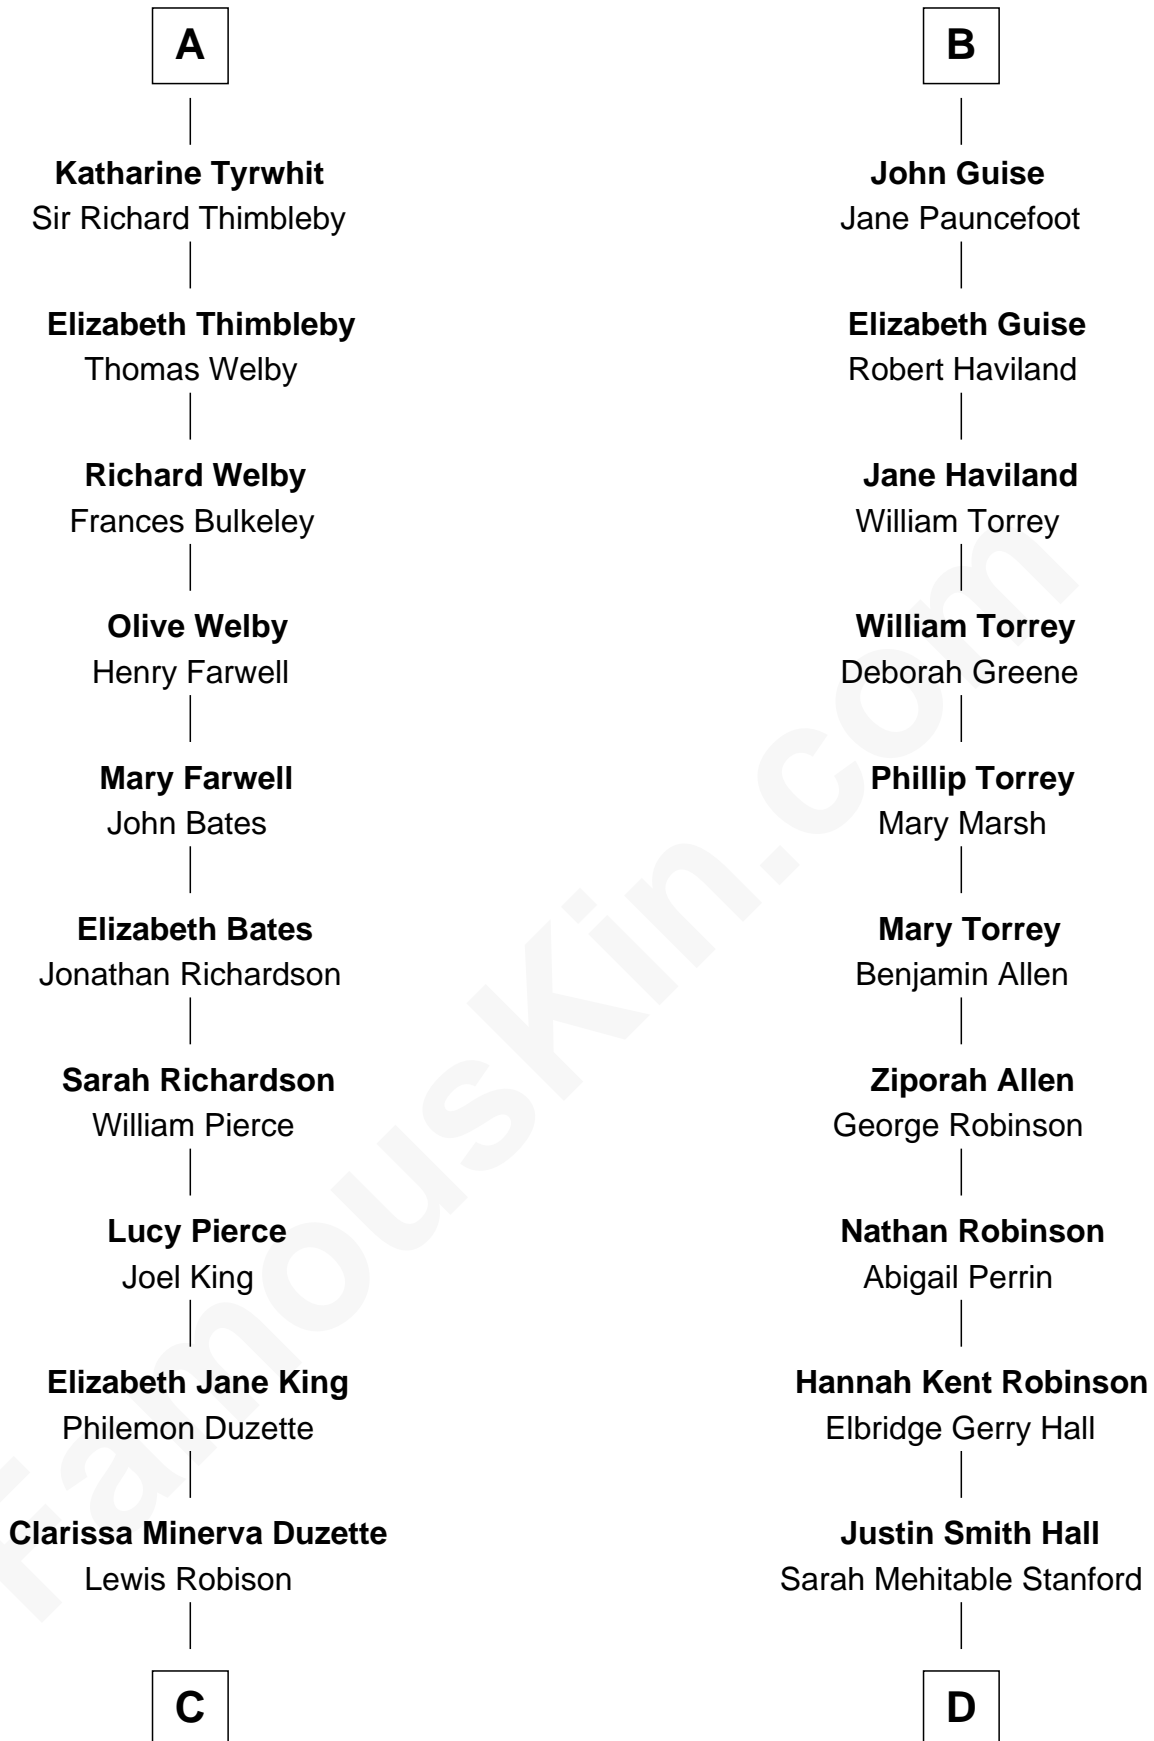 A
Katharine Tyrwhit
Sir Richard Thimbleby
Elizabeth Thimbleby
Thomas Welby
Richard Welby
Frances Bulkeley
Olive Welby
Henry Farwell
Mary Farwell
John Bates
Elizabeth Bates
Jonathan Richardson
Sarah Richardson
William Pierce
Lucy Pierce
Joel King
Elizabeth Jane King
Philemon Duzette
Clarissa Minerva Duzette
Lewis Robison
C
B
John Guise
Jane Pauncefoot
Elizabeth Guise
Robert Haviland
Jane Haviland
William Torrey
William Torrey
Deborah Greene
Phillip Torrey
Mary Marsh
Mary Torrey
Benjamin Allen
Ziporah Allen
George Robinson
Nathan Robinson
Abigail Perrin
Hannah Kent Robinson
Elbridge Gerry Hall
Justin Smith Hall
Sarah Mehitable Stanford
D
FamousKin.com